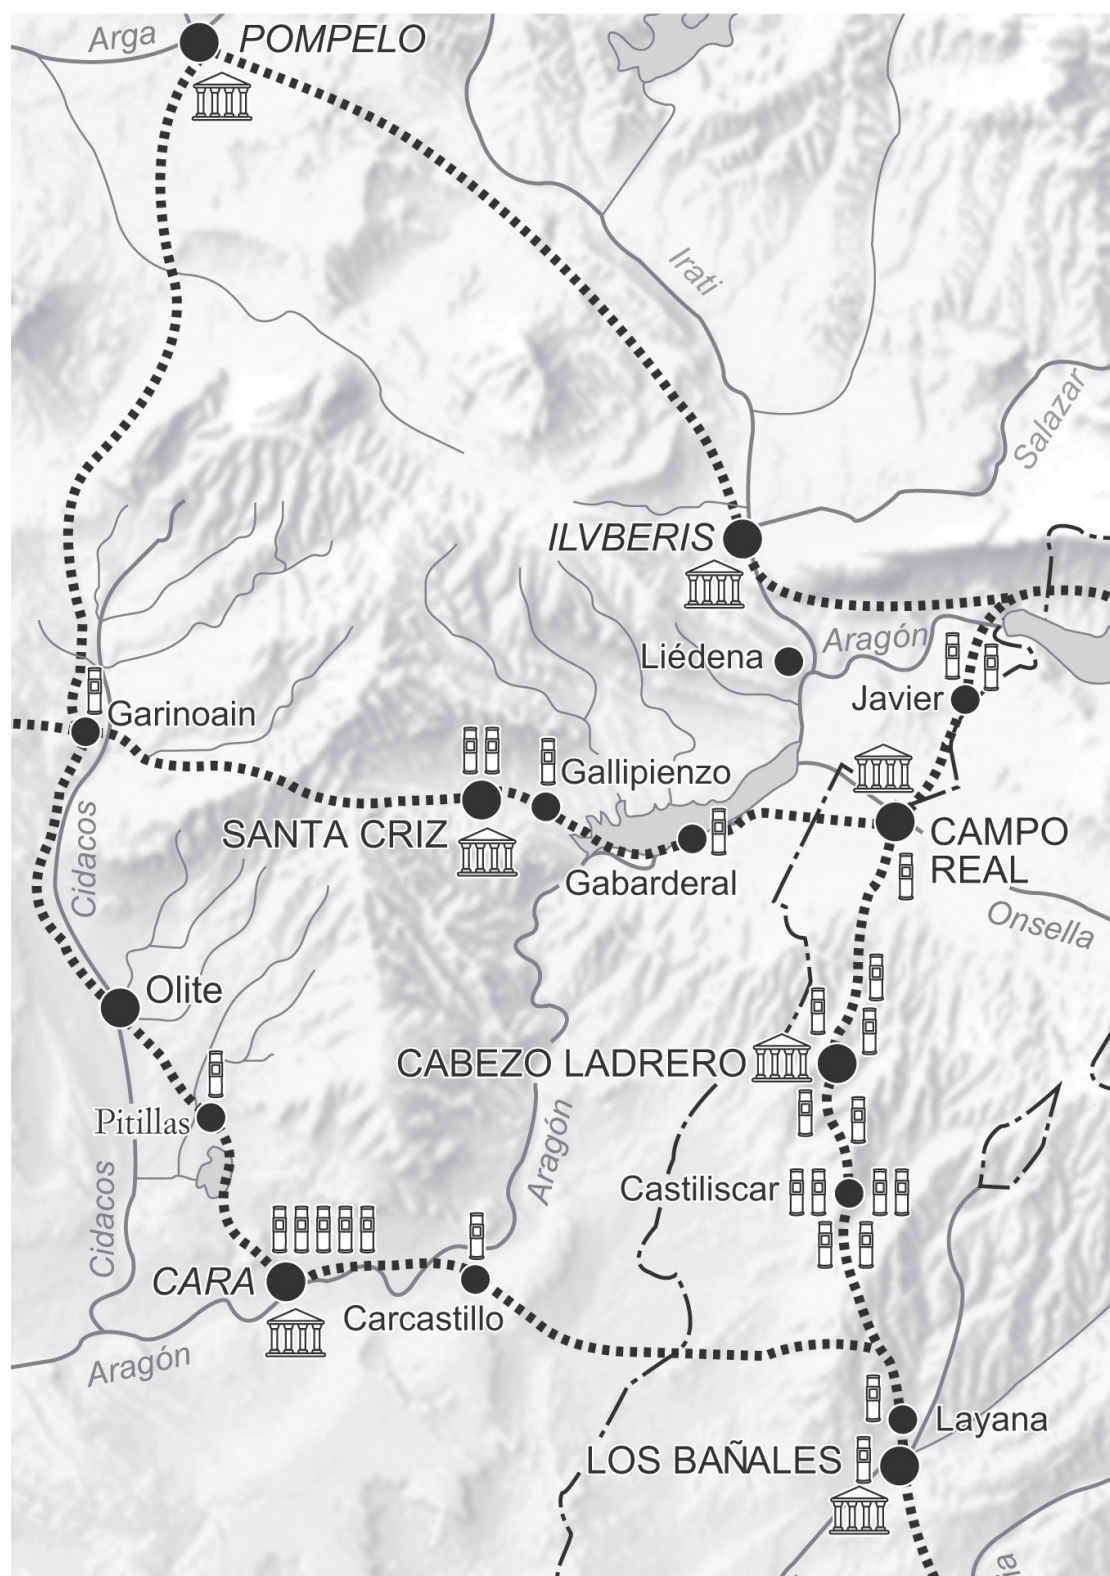 Arga
POMPELO
Irati
Salazar
ILVBERIS
Aragón
Liédena
Javier
Garinoain
Gallipienzo
SANTA CRIZ
CAMPO
REAL
Gabarderal
Cidacos
Onsella
Olite
CABEZO LADRERO
Pitillas
Aragón
Castiliscar
Cidacos
CARA
Carcastillo
Aragón
Layana
LOS BAÑALES